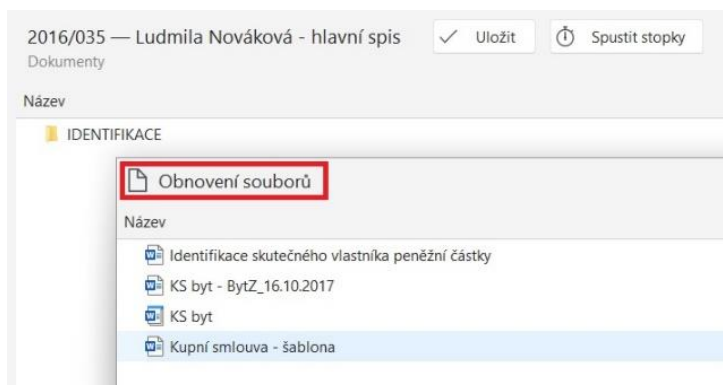 2016/035 — Ludmila Nováková - hlavní spis
Uložit
Spustit stopky
Dokumenty
Název
IDENTIFIKACE
Obnovení souborů
Název
Identifikace skutečného vlastníka peněžní částky
KS byt - BytZ_16.10.2017
KS byt
Kupní smlouva - šablona